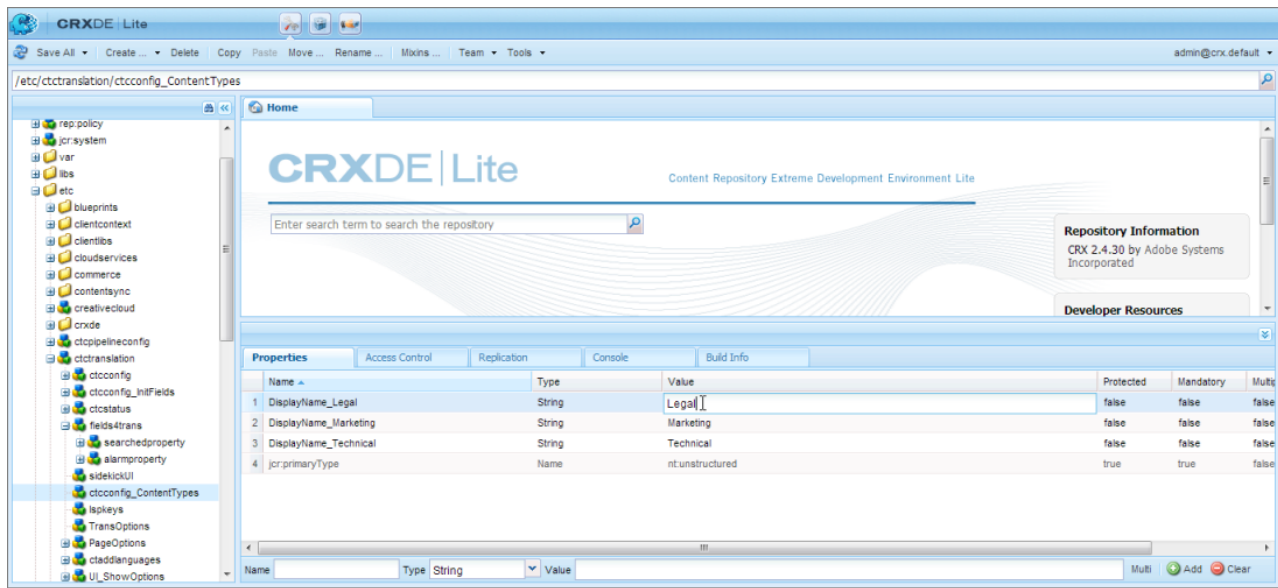 CRXDE Lite
Save All Create ... Delete Copy Paste Move ... Rename ... Mixins ... Team Tools admin@crx.default
/etc/ctctranslation/ctcconfig_ContentTypes
rep:policy
jcr:system
var
libs
etc
blueprints
clientcontext
clientlibs
cloudservices
commerce
contentsync
creativecloud
crxde
ctcpipelineconfig
ctctranslation
ctcconfig
ctcconfig_InitFields
ctcstatus
fields4trans
searchedproperty
alarmproperty
sidekickUI
ctcconfig_ContentTypes
lspkeys
TransOptions
PageOptions
ctaddlanguages
UI_ShowOptions
Home
CRXDE Lite
Content Repository Extreme Development Environment Lite
Enter search term to search the repository
Repository Information
CRX 2.4.30 by Adobe Systems
Incorporated
Developer Resources
Properties Access Control Replication Console Build Info
Name Type Value Protected Mandatory Multip
1 DisplayName_Legal String Legal false false false
2 DisplayName_Marketing String Marketing false false false
3 DisplayName_Technical String Technical false false false
4 jcr:primaryType Name nt:unstructured true true false
Name Type String Value Multi Add Clear